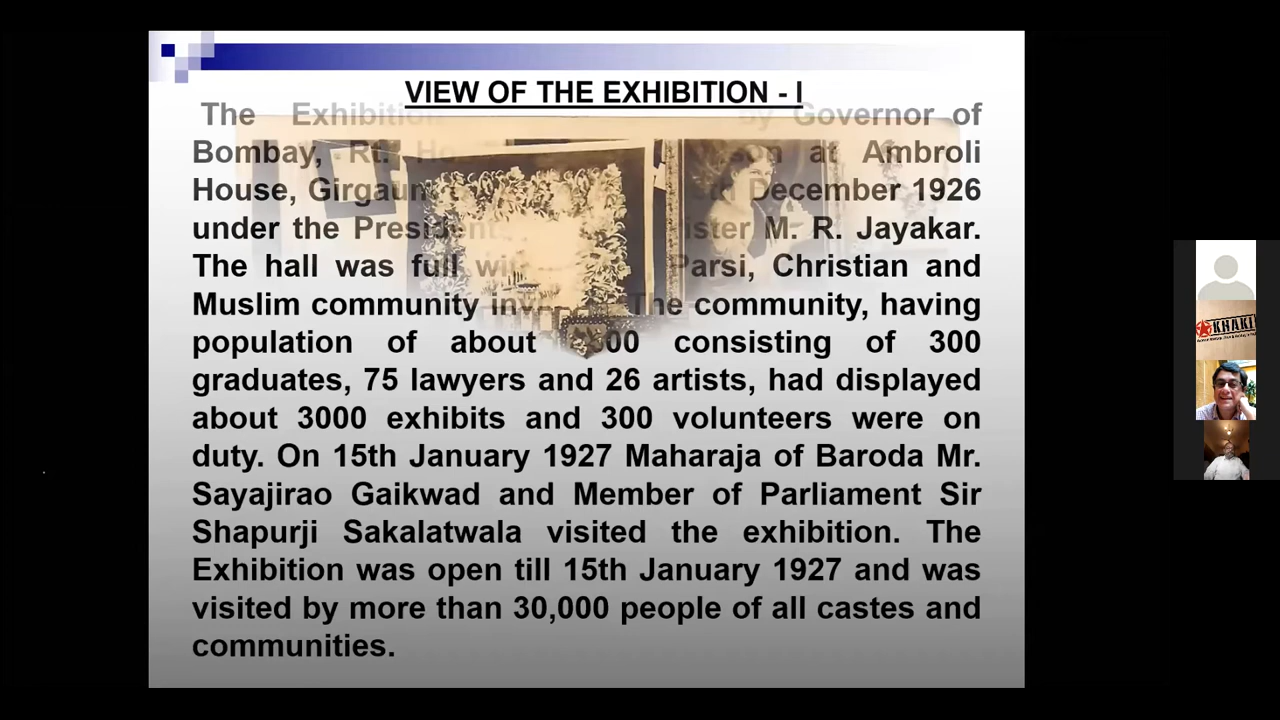 VIEW OF THE EXHIBITION - I
The Exhibition by Governor of
Bombay, Rt. at Ambroli
House, Girgaum December 1926
under the M. R. Jayakar.
The hall was full Parsi, Christian and
Muslim community The community, having
population of about consisting of 300
graduates, 75 lawyers and 26 artists, had displayed
about 3000 exhibits and 300 volunteers were on
duty. On 15th January 1927 Maharaja of Baroda Mr.
Sayajirao Gaikwad and Member of Parliament Sir
Shapurji Sakalatwala visited the exhibition. The
Exhibition was open till 15th January 1927 and was
visited by more than 30,000 people of all castes and
communities.
KHAKI